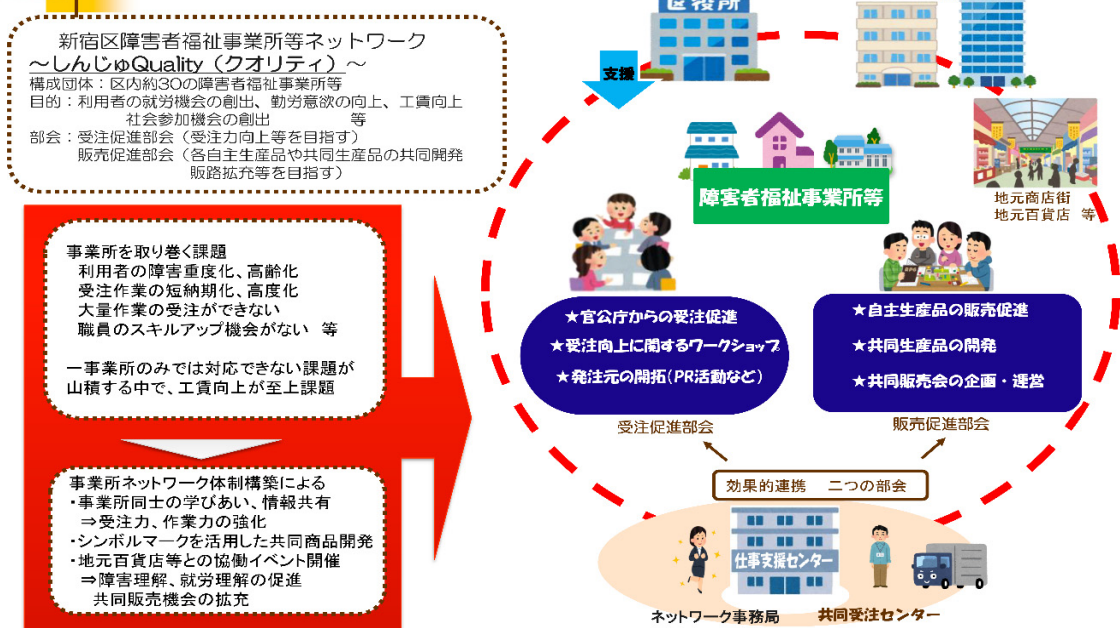 新宿区障害者福祉事業所等ネットワーク
～しんじゅQuality（クオリティ）～
構成団体：区内約30の障害者福祉事業所等
目的：利用者の就労機会の創出、勤労意欲の向上、工賃向上
社会参加機会の創出　等
部会：受注促進部会（受注力向上等を目指す）
販売促進部会（各自主生産品や共同生産品の共同開発
販路拡充等を目指す）
事業所を取り巻く課題
利用者の障害重度化、高齢化
受注作業の短納期化、高度化
大量作業の受注ができない
職員のスキルアップ機会がない　等
一事業所のみでは対応できない課題が
山積する中で、工賃向上が至上課題
事業所ネットワーク体制構築による
・事業所同士の学びあい、情報共有
⇒受注力、作業力の強化
・シンボルマークを活用した共同商品開発
・地元百貨店等との協働イベント開催
⇒障害理解、就労理解の促進
共同販売機会の拡充
区役所
支援
地元商店街
地元百貨店　等
障害者福祉事業所等
★官公庁からの受注促進
★受注向上に関するワークショップ
★発注元の開拓（PR活動など）
受注促進部会
★自主生産品の販売促進
★共同生産品の開発
★共同販売会の企画・運営
販売促進部会
効果的連携　二つの部会
仕事支援センター
ネットワーク事務局
共同受注センター